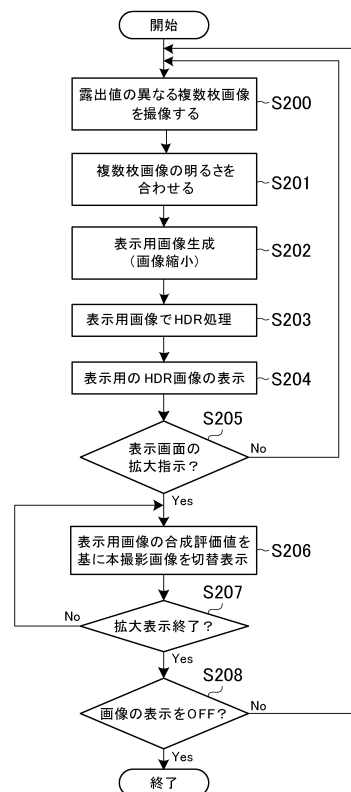 開始
露出値の異なる複数枚画像
を撮像する
S200
複数枚画像の明るさを
合わせる
S201
表示用画像生成
(画像縮小)
S202
表示用画像でHDR処理
S203
表示用のHDR画像の表示
S204
S205
表示画面の
拡大指示?
No
Yes
表示用画像の合成評価値を
基に本撮影画像を切替表示
S206
S207
No
拡大表示終了?
Yes
S208
画像の表示をOFF?
No
Yes
終了